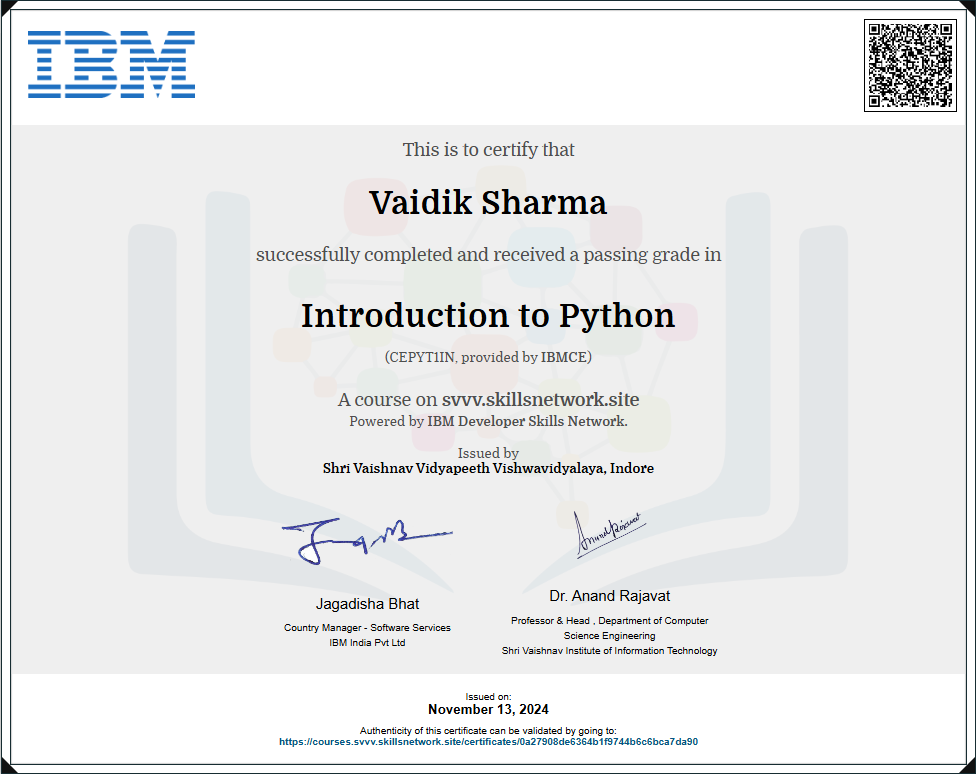 IBM
This is to certify that
Vaidik Sharma
successfully completed and received a passing grade in
Introduction to Python
(CEPYT1IN, provided by IBMCE)
A course on svvv.skillsnetwork.site
Powered by IBM Developer Skills Network.
Issued by
Shri Vaishnav Vidyapeeth Vishwavidyalaya, Indore
Jagadisha Bhat
Country Manager - Software Services
IBM India Pvt Ltd
Dr. Anand Rajavat
Professor & Head , Department of Computer
Science Engineering
Shri Vaishnav Institute of Information Technology
Issued on:
November 13, 2024
Authenticity of this certificate can be validated by going to:
https://courses.svvv.skillsnetwork.site/certificates/0a27908de6364b1f9744b6c6bca7da90